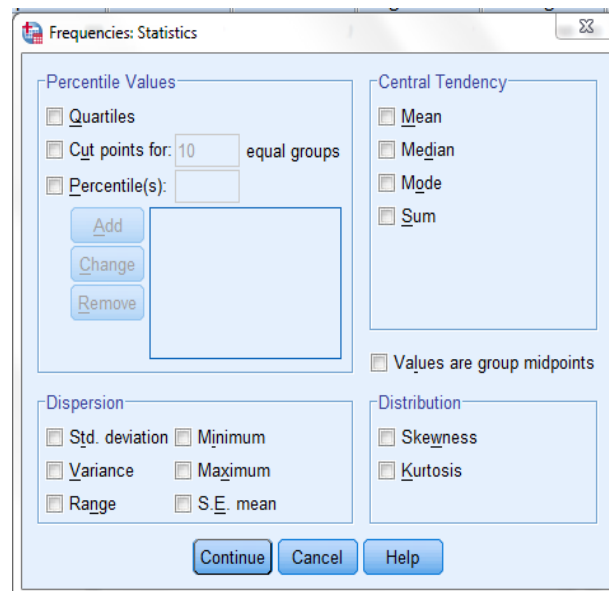 Frequencies: Statistics
Percentile Values
Quartiles
Cut points for: 10 equal groups
Percentile(s):
Add
Change
Remove
Central Tendency
Mean
Median
Mode
Sum
Values are group midpoints
Dispersion
Std. deviation Minimum
Variance Maximum
Range S.E. mean
Distribution
Skewness
Kurtosis
Continue Cancel Help